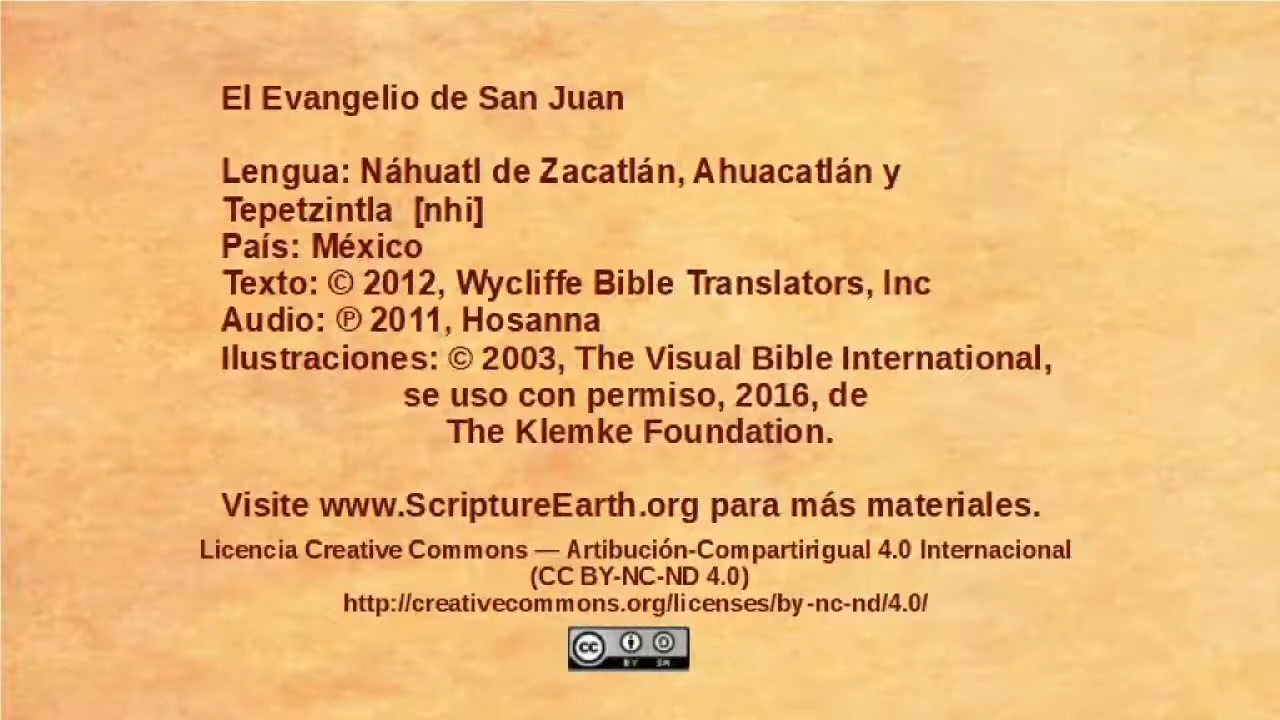 El Evangelio de San Juan
Lengua: Náhuatl de Zacatlán, Ahuacatlán y
Tepetzintla [nhi]
País: México
Texto: © 2012, Wycliffe Bible Translators, Inc
Audio: ℗ 2011, Hosanna
Ilustraciones: © 2003, The Visual Bible International,
se uso con permiso, 2016, de
The Klemke Foundation.
Visite www.ScriptureEarth.org para más materiales.
Licencia Creative Commons — Artibución-Compartirigual 4.0 Internacional
(CC BY-NC-ND 4.0)
http://creativecommons.org/licenses/by-nc-nd/4.0/
cc BY SA